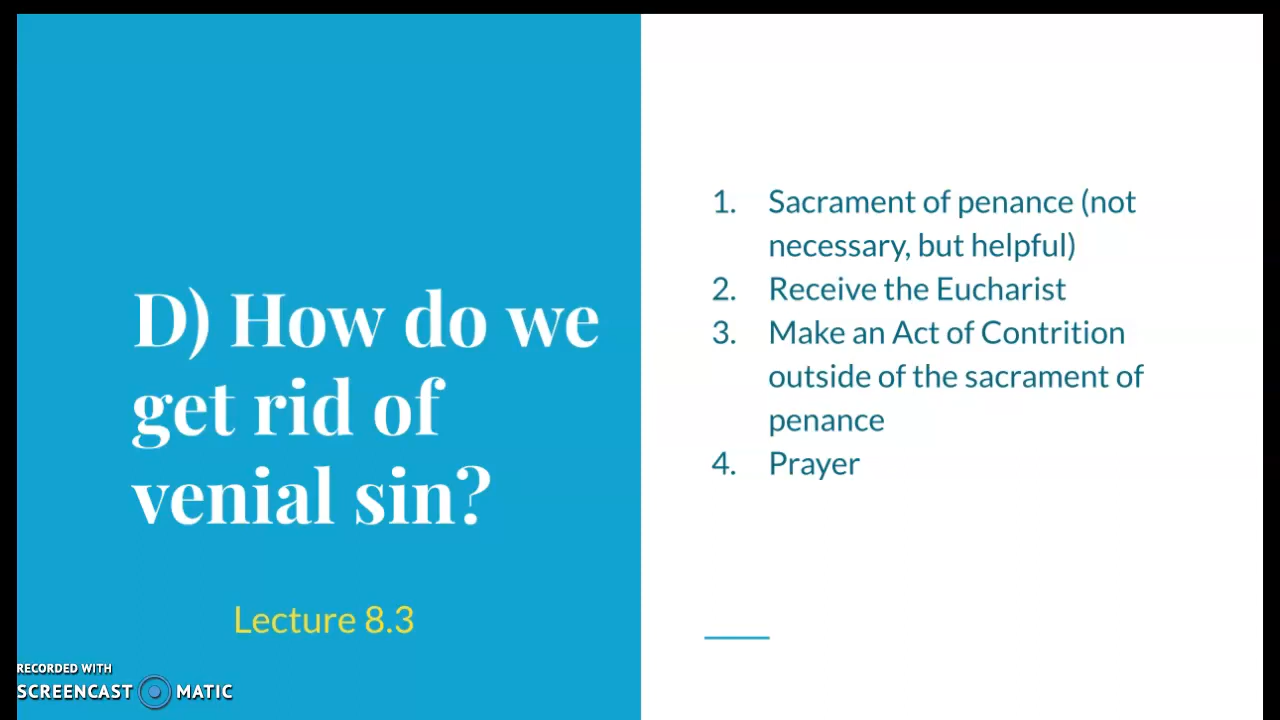 D) How do we
get rid of
venial sin?
Lecture 8.3
1. Sacrament of penance (not
necessary, but helpful)
2. Receive the Eucharist
3. Make an Act of Contrition
outside of the sacrament of
penance
4. Prayer
RECORDED WITH
SCREENCAST MATIC